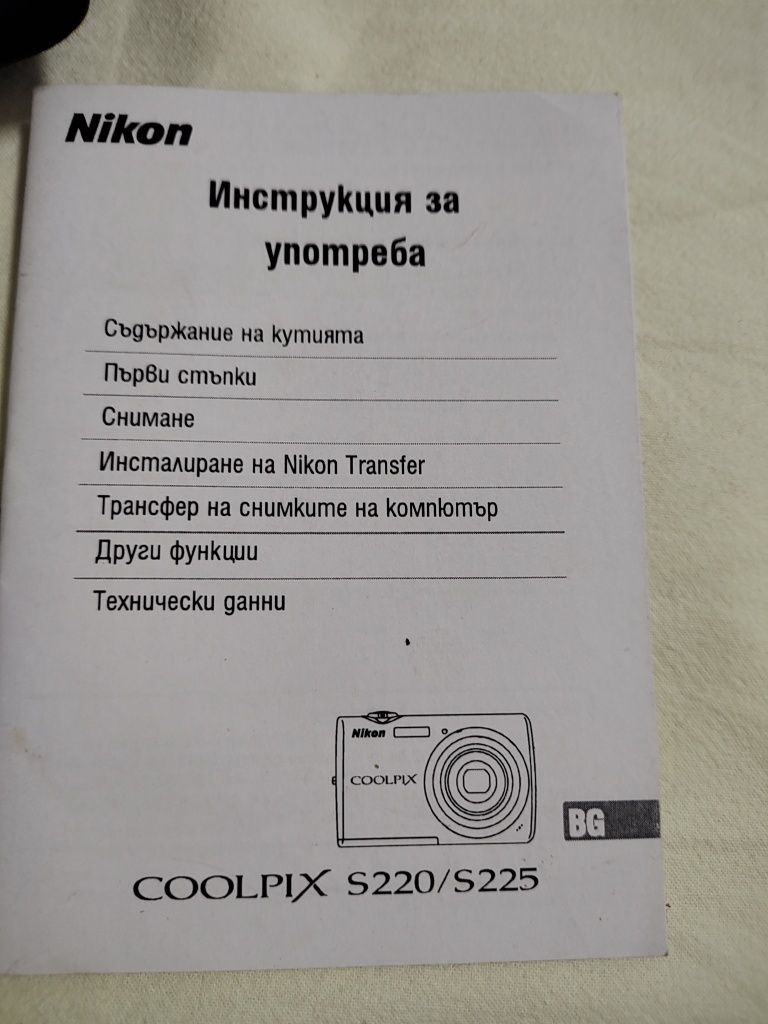 Nikon
Инструкция за
употреба
Съдържание на кутията
Първи стъпки
Снимане
Инсталиране на Nikon Transfer
Трансфер на снимките на компютър
Други функции
Технически данни
Nikon
COOLPIX
BG
COOLPIX S220/S225